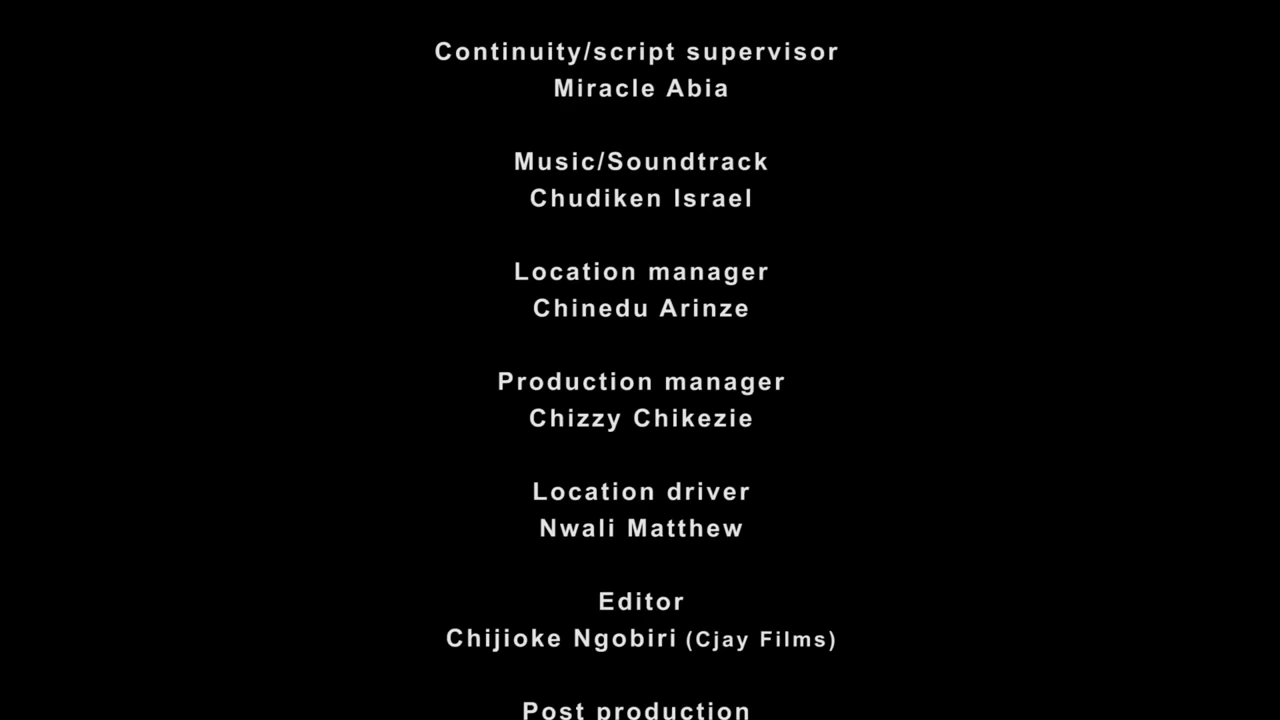 Continuity/script supervisor
Miracle Abia
Music/Soundtrack
Chudiken Israel
Location manager
Chinedu Arinze
Production manager
Chizzy Chikezie
Location driver
Nwali Matthew
Editor
Chijioke Ngobiri (Cjay Films)
Post production